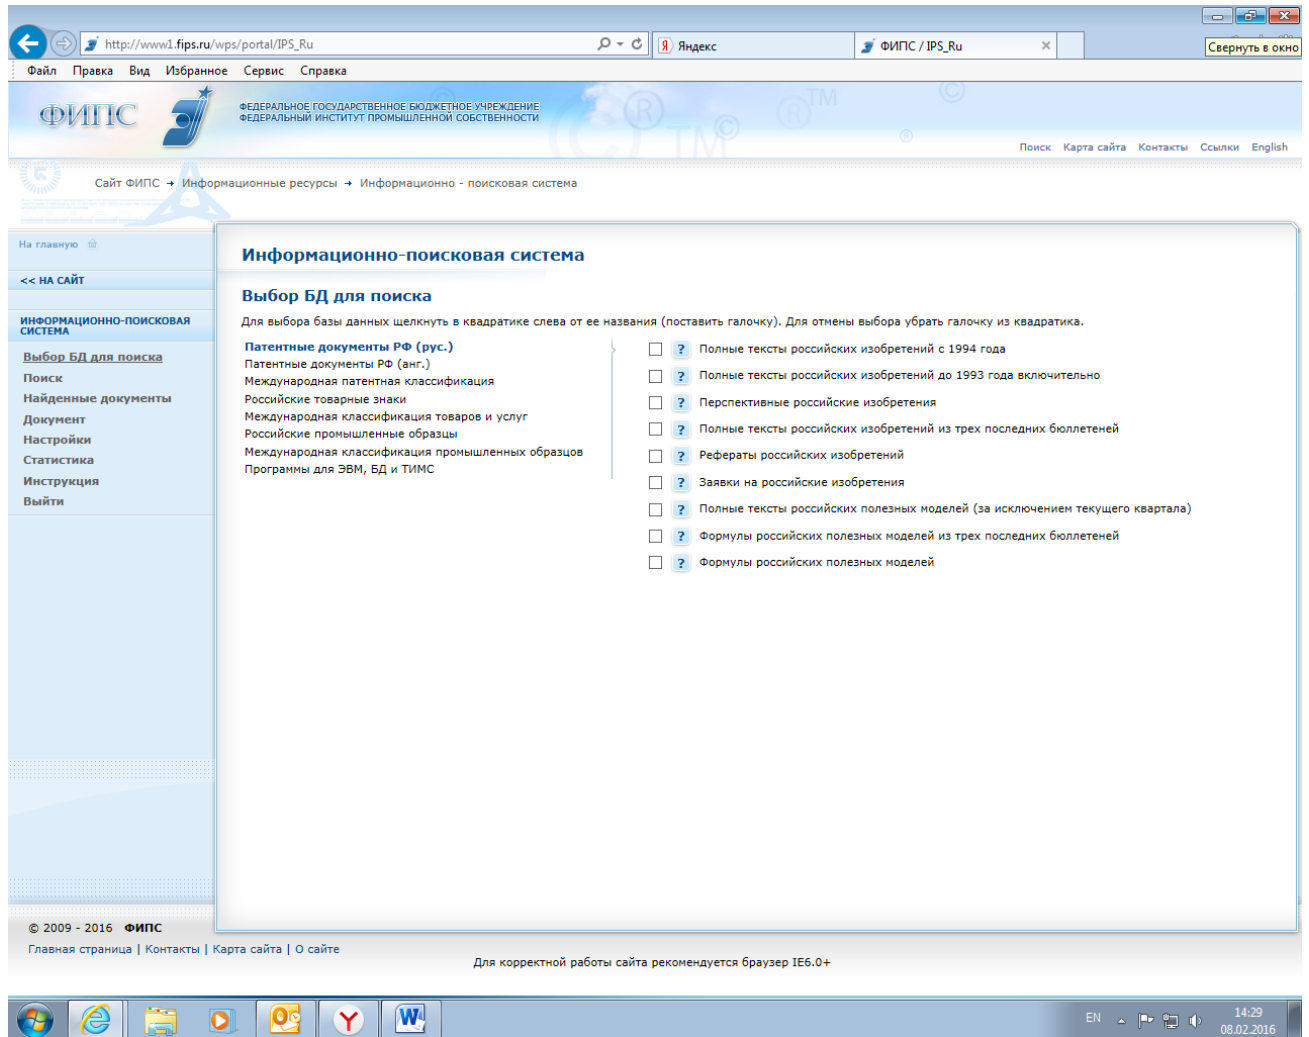 http://www1.fips.ru/wps/portal/IPS_Ru
Яндекс
ФИПС / IPS_Ru
Свернуть в окно
Файл Правка Вид Избранное Сервис Справка
ФИПС
ФЕДЕРАЛЬНОЕ ГОСУДАРСТВЕННОЕ БЮДЖЕТНОЕ УЧРЕЖДЕНИЕ
ФЕДЕРАЛЬНЫЙ ИНСТИТУТ ПРОМЫШЛЕННОЙ СОБСТВЕННОСТИ
Поиск Карта сайта Контакты Ссылки English
Сайт ФИПС → Информационные ресурсы → Информационно - поисковая система
На главную
<< НА САЙТ
ИНФОРМАЦИОННО-ПОИСКОВАЯ
СИСТЕМА
Выбор БД для поиска
Поиск
Найденные документы
Документ
Настройки
Статистика
Инструкция
Выйти
Информационно-поисковая система
Выбор БД для поиска
Для выбора базы данных щелкнуть в квадратике слева от ее названия (поставить галочку). Для отмены выбора убрать галочку из квадратика.
Патентные документы РФ (рус.)
Патентные документы РФ (анг.)
Международная патентная классификация
Российские товарные знаки
Международная классификация товаров и услуг
Российские промышленные образцы
Международная классификация промышленных образцов
Программы для ЭВМ, БД и ТИМС
? Полные тексты российских изобретений с 1994 года
? Полные тексты российских изобретений до 1993 года включительно
? Перспективные российские изобретения
? Полные тексты российских изобретений из трех последних бюллетеней
? Рефераты российских изобретений
? Заявки на российские изобретения
? Полные тексты российских полезных моделей (за исключением текущего квартала)
? Формулы российских полезных моделей из трех последних бюллетеней
? Формулы российских полезных моделей
© 2009 - 2016 ФИПС
Главная страница | Контакты | Карта сайта | О сайте
Для корректной работы сайта рекомендуется браузер IE6.0+
EN
14:29
08.02.2016